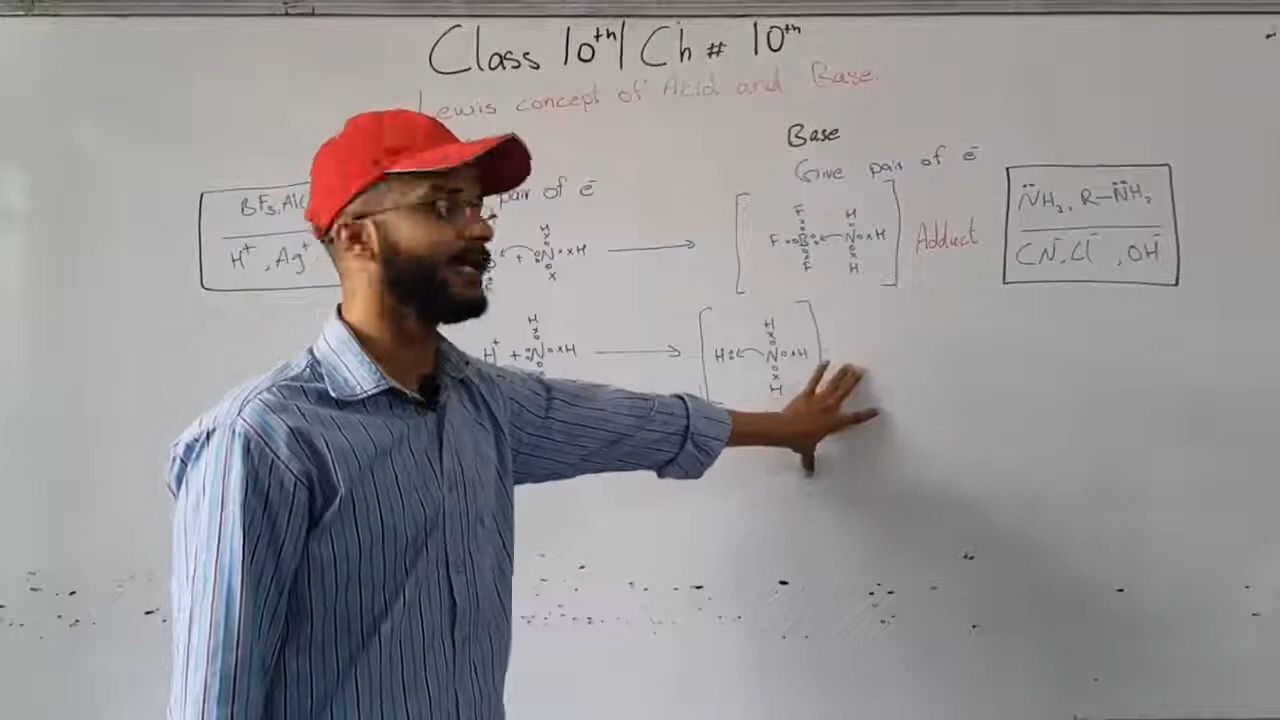 Class 10th | Ch # 10th
Lewis concept of Acid and Base.
Base
pair of e⁻
Give pair of e⁻
BF3, AlC
H⁺, Ag⁺
N̈H3, R–N̈H2
CN⁻, Cl⁻, OH⁻
Adduct
H
+ N H
x
F H
F B N H
F H
H
H⁺ + N H
H
H N H
H